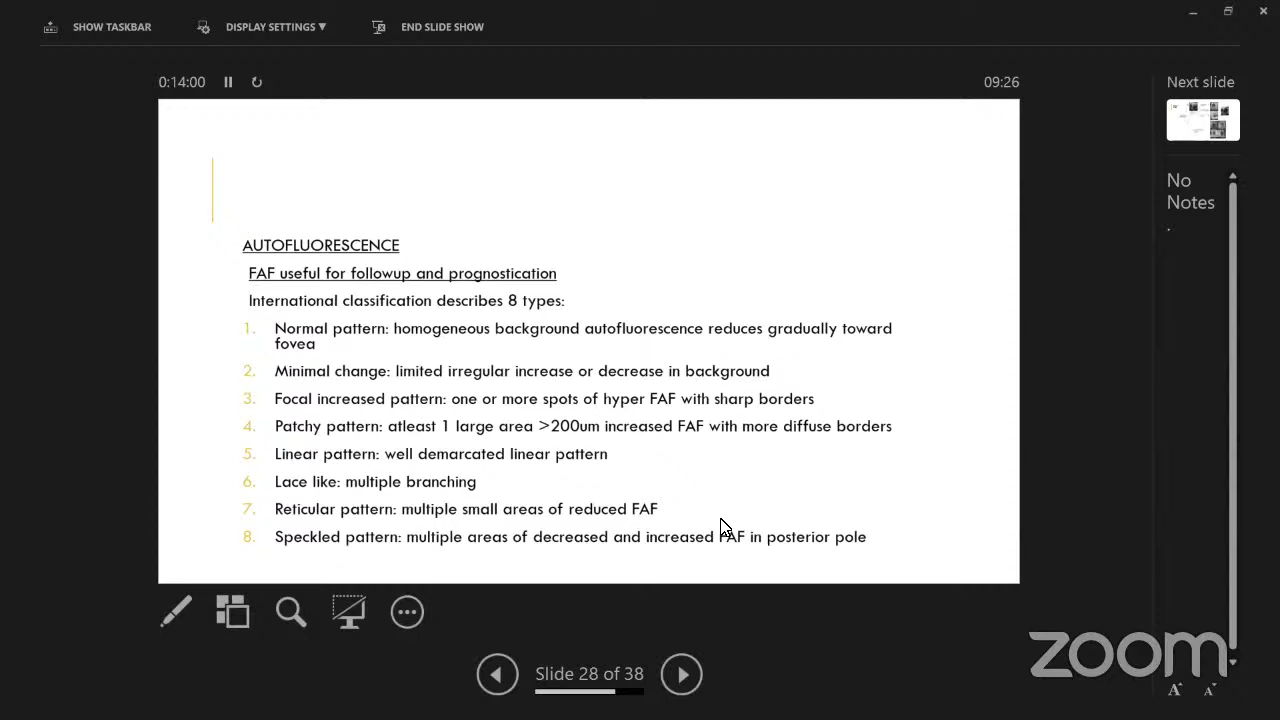 SHOW TASKBAR
DISPLAY SETTINGS ▼
END SLIDE SHOW
0:14:00
09:26
Next slide
No
Notes
.
AUTOFLUORESCENCE
FAF useful for followup and prognostication
International classification describes 8 types:
1. Normal pattern: homogeneous background autofluorescence reduces gradually toward
fovea
2. Minimal change: limited irregular increase or decrease in background
3. Focal increased pattern: one or more spots of hyper FAF with sharp borders
4. Patchy pattern: atleast 1 large area >200um increased FAF with more diffuse borders
5. Linear pattern: well demarcated linear pattern
6. Lace like: multiple branching
7. Reticular pattern: multiple small areas of reduced FAF
8. Speckled pattern: multiple areas of decreased and increased FAF in posterior pole
Slide 28 of 38
zoom
A A